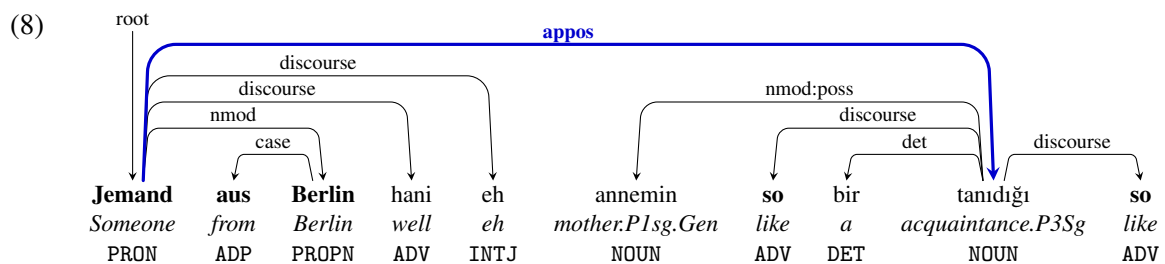 (8)
root
appos
discourse
discourse nmod:poss
nmod discourse
case det discourse
Jemand aus Berlin hani eh annemin so bir tanıdığı so
Someone from Berlin well eh mother.P1sg.Gen like a acquaintance.P3Sg like
PRON ADP PROPN ADV INTJ NOUN ADV DET NOUN ADV